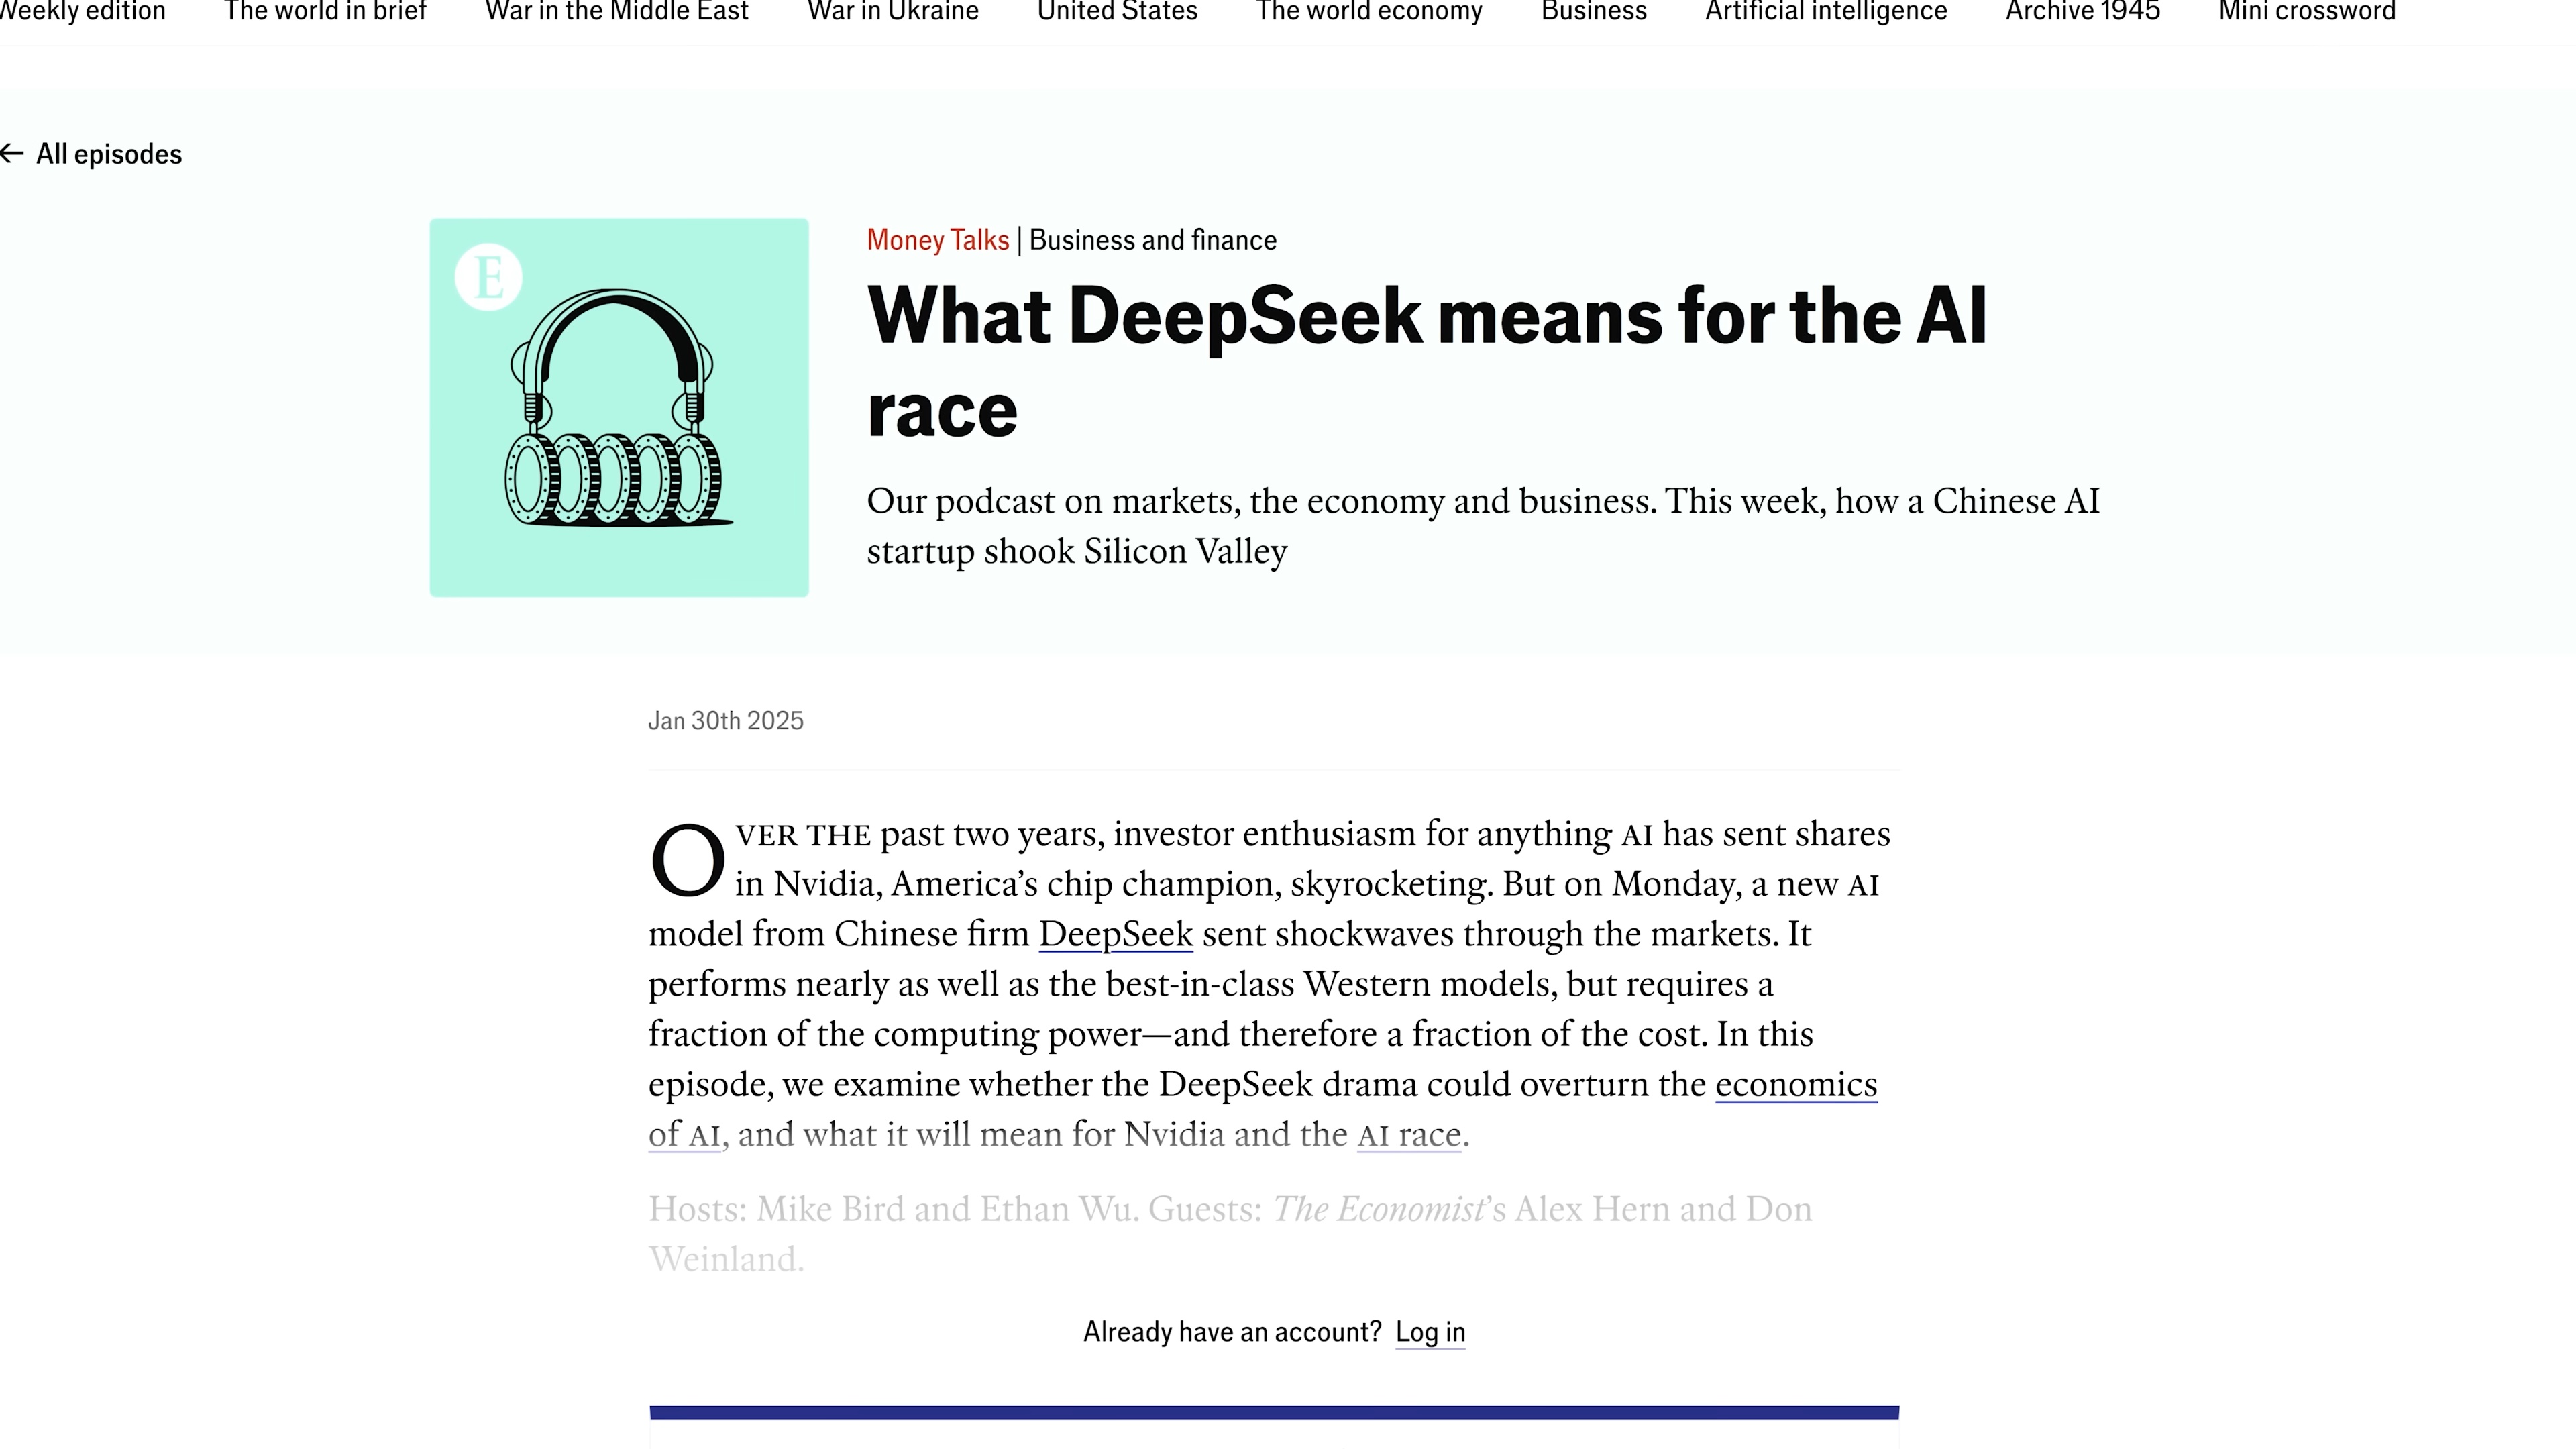 Weekly edition The world in brief War in the Middle East War in Ukraine United States The world economy Business Artificial intelligence Archive 1945 Mini crossword
← All episodes
E
Money Talks | Business and finance
What DeepSeek means for the AI
race
Our podcast on markets, the economy and business. This week, how a Chinese AI
startup shook Silicon Valley
Jan 30th 2025
OVER THE past two years, investor enthusiasm for anything AI has sent shares
in Nvidia, America’s chip champion, skyrocketing. But on Monday, a new AI
model from Chinese firm DeepSeek sent shockwaves through the markets. It
performs nearly as well as the best-in-class Western models, but requires a
fraction of the computing power—and therefore a fraction of the cost. In this
episode, we examine whether the DeepSeek drama could overturn the economics
of AI, and what it will mean for Nvidia and the AI race.
Hosts: Mike Bird and Ethan Wu. Guests: The Economist’s Alex Hern and Don
Weinland.
Already have an account? Log in